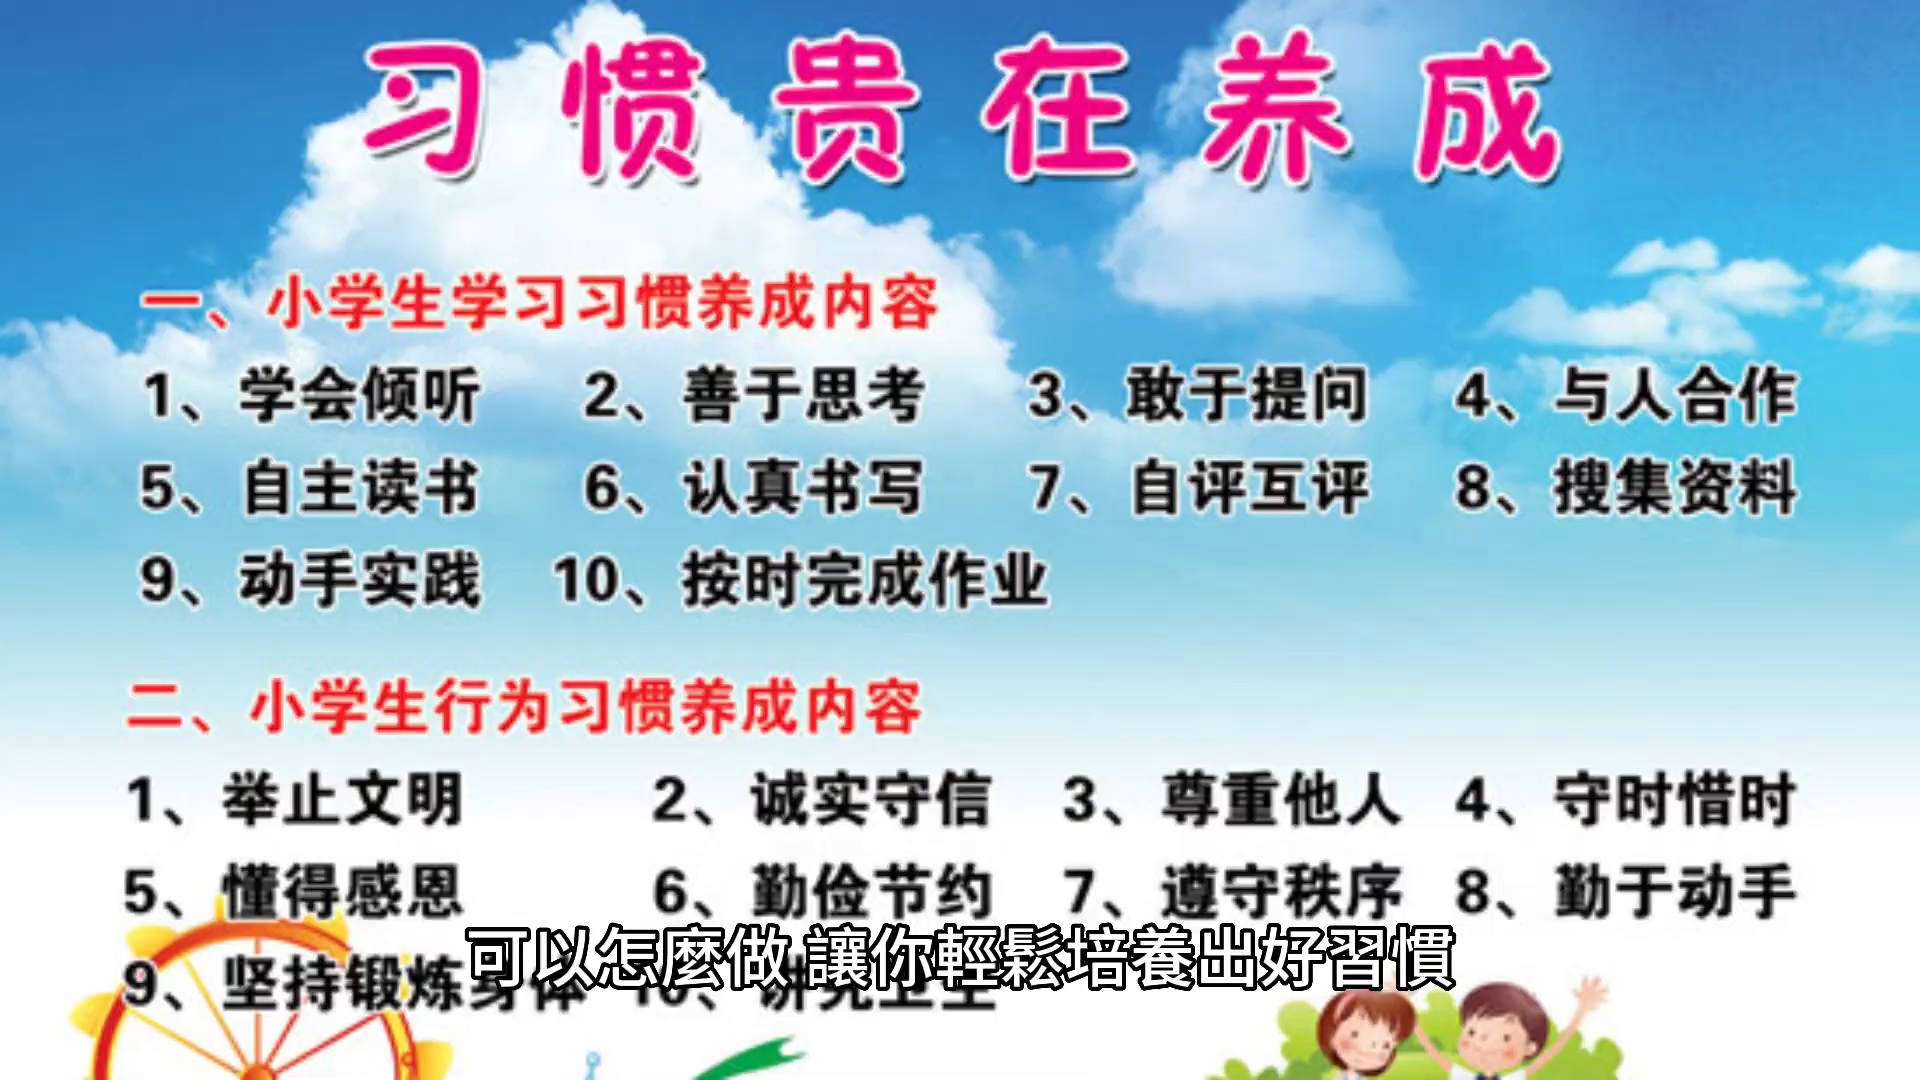 习惯贵在养成
一、小学生学习习惯养成内容
1、学会倾听 2、善于思考 3、敢于提问 4、与人合作
5、自主读书 6、认真书写 7、自评互评 8、搜集资料
9、动手实践 10、按时完成作业
二、小学生行为习惯养成内容
1、举止文明 2、诚实守信 3、尊重他人 4、守时惜时
5、懂得感恩 6、勤俭节约 7、遵守秩序 8、勤于动手
9、坚持锻炼身体 10、讲究卫生
可以怎麼做 讓你輕鬆培養出好習慣